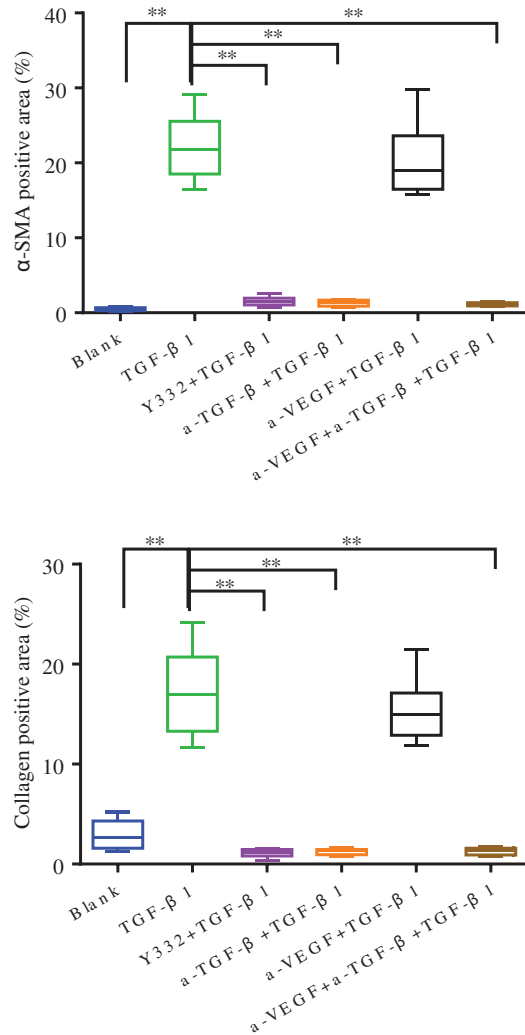 ** **
**
**
α-SMA positive area (%)
40
30
20
10
0
Blank
TGF-β 1
Y332+TGF-β 1
a-TGF-β +TGF-β 1
a-VEGF+TGF-β 1
a-VEGF+a-TGF-β +TGF-β 1
** **
**
**
Collagen positive area (%)
30
20
10
0
Blank
TGF-β 1
Y332+TGF-β 1
a-TGF-β +TGF-β 1
a-VEGF+TGF-β 1
a-VEGF+a-TGF-β +TGF-β 1